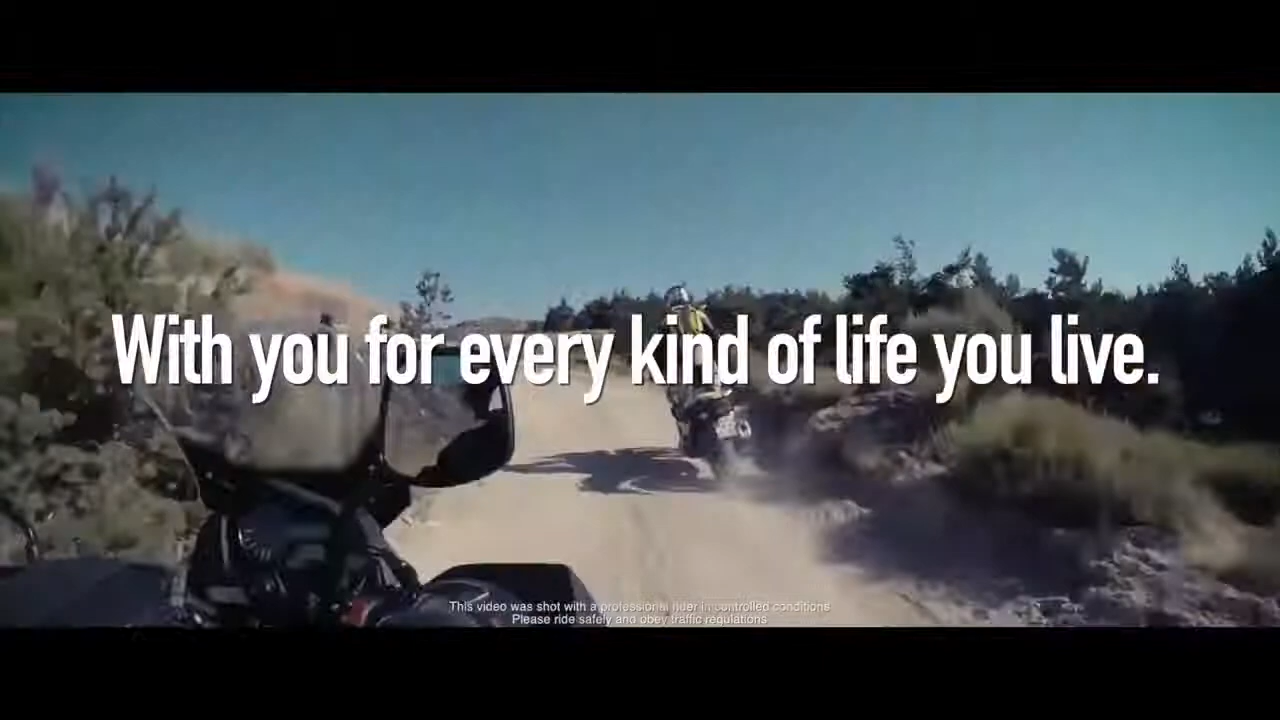 With you for every kind of life you live.
This video was shot with a professional rider in controlled conditions
Please ride safely and obey traffic regulations